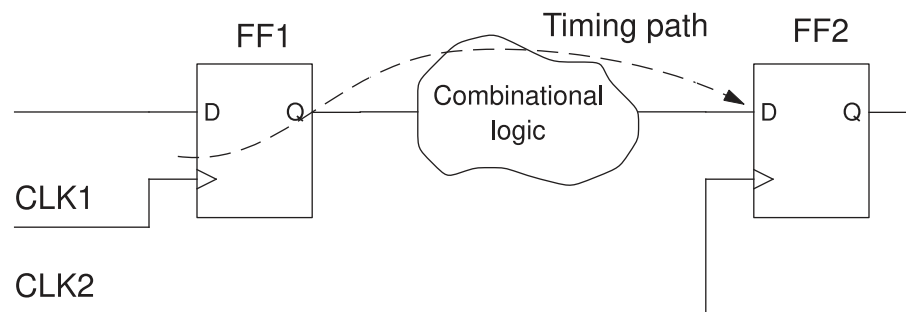 FF1
Timing path
FF2
D
Q
Combinational
logic
D
Q
CLK1
CLK2